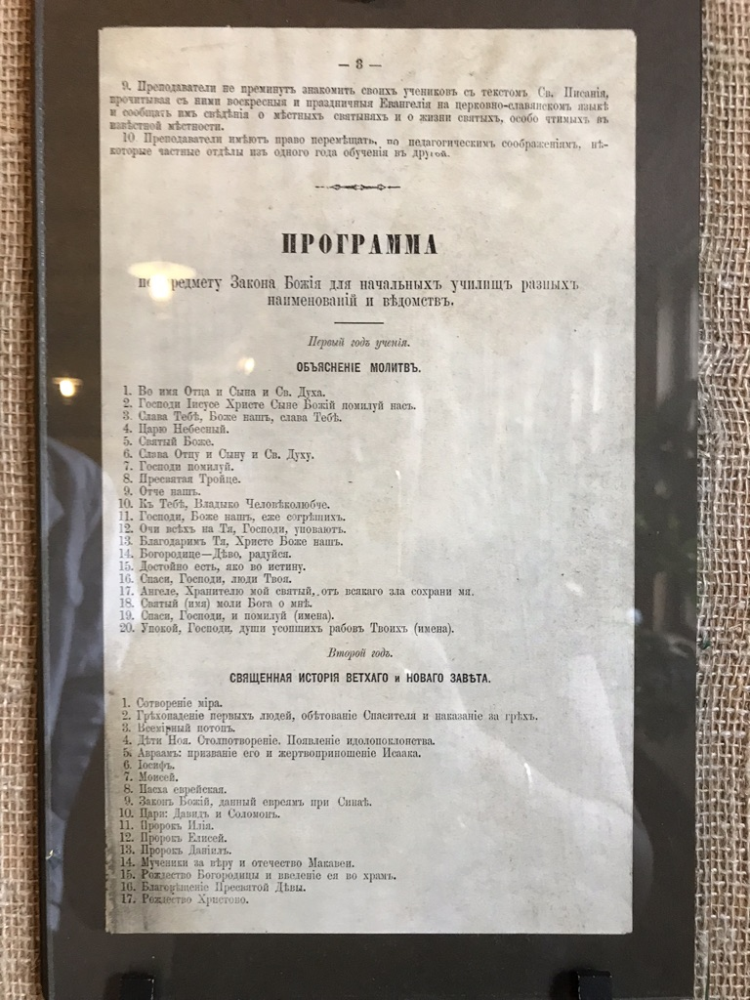 — 3 —
9. Преподаватели не преминутъ знакомить своихъ учениковъ съ текстомъ Св. Писанія,
прочитывая съ ними воскресныя и праздничныя Евангелія на церковно-славянскомъ языкѣ
и сообщать имъ свѣдѣнія о мѣстныхъ святыняхъ и о жизни святыхъ, особо чтимыхъ въ
извѣстной мѣстности.
10 Преподаватели имѣютъ право перемѣщать, по педагогическимъ соображеніямъ, нѣ-
которые частные отдѣлы изъ одного года обученія въ другой.
ПРОГРАММА
по предмету Закона Божія для начальныхъ училищъ разныхъ
наименованій и вѣдомствъ.
Первый годъ ученія.
ОБЪЯСНЕНІЕ МОЛИТВЪ.
1. Во имя Отца и Сына и Св. Духа.
2. Господи Іисусе Христе Сыне Божій помилуй насъ.
3. Слава Тебѣ, Боже нашъ, слава Тебѣ.
4. Царю Небесный.
5. Святый Боже.
6. Слава Отцу и Сыну и Св. Духу.
7. Господи помилуй.
8. Пресвятая Тройце.
9. Отче нашъ.
10. Къ Тебѣ, Владыко Человѣколюбче.
11. Господи, Боже нашъ, еже согрѣшихъ.
12. Очи всѣхъ на Тя, Господи, уповаютъ.
13. Благодаримъ Тя, Христе Боже нашъ.
14. Богородице—Дѣво, радуйся.
15. Достойно есть, яко во истину.
16. Спаси, Господи, люди Твоя.
17. Ангеле, Хранителю мой святый, отъ всякаго зла сохрани мя.
18. Святый (имя) моли Бога о мнѣ.
19. Спаси, Господи, и помилуй (имена).
20. Упокой, Господи, души усопшихъ рабовъ Твоихъ (имена).
Второй годъ.
СВЯЩЕННАЯ ИСТОРІЯ ВЕТХАГО и НОВАГО ЗАВѢТА.
1. Сотвореніе міра.
2. Грѣхопаденіе первыхъ людей, обѣтованіе Спасителя и наказаніе за грѣхъ.
3. Всемірный потопъ.
4. Дѣти Ноя. Столпотвореніе. Появленіе идолопоклонства.
5. Авраамъ: призваніе его и жертвоприношеніе Исаака.
6. Іосифъ.
7. Моисей.
8. Пасха еврейская.
9. Законъ Божій, данный евреямъ при Синаѣ.
10. Цари: Давидъ и Соломонъ.
11. Пророкъ Илія.
12. Пророкъ Елисей.
13. Пророкъ Даніилъ.
14. Мученики за вѣру и отечество Макавеи.
15. Рождество Богородицы и введеніе ея во храмъ.
16. Благовѣщеніе Пресвятой Дѣвы.
17. Рождество Христово.